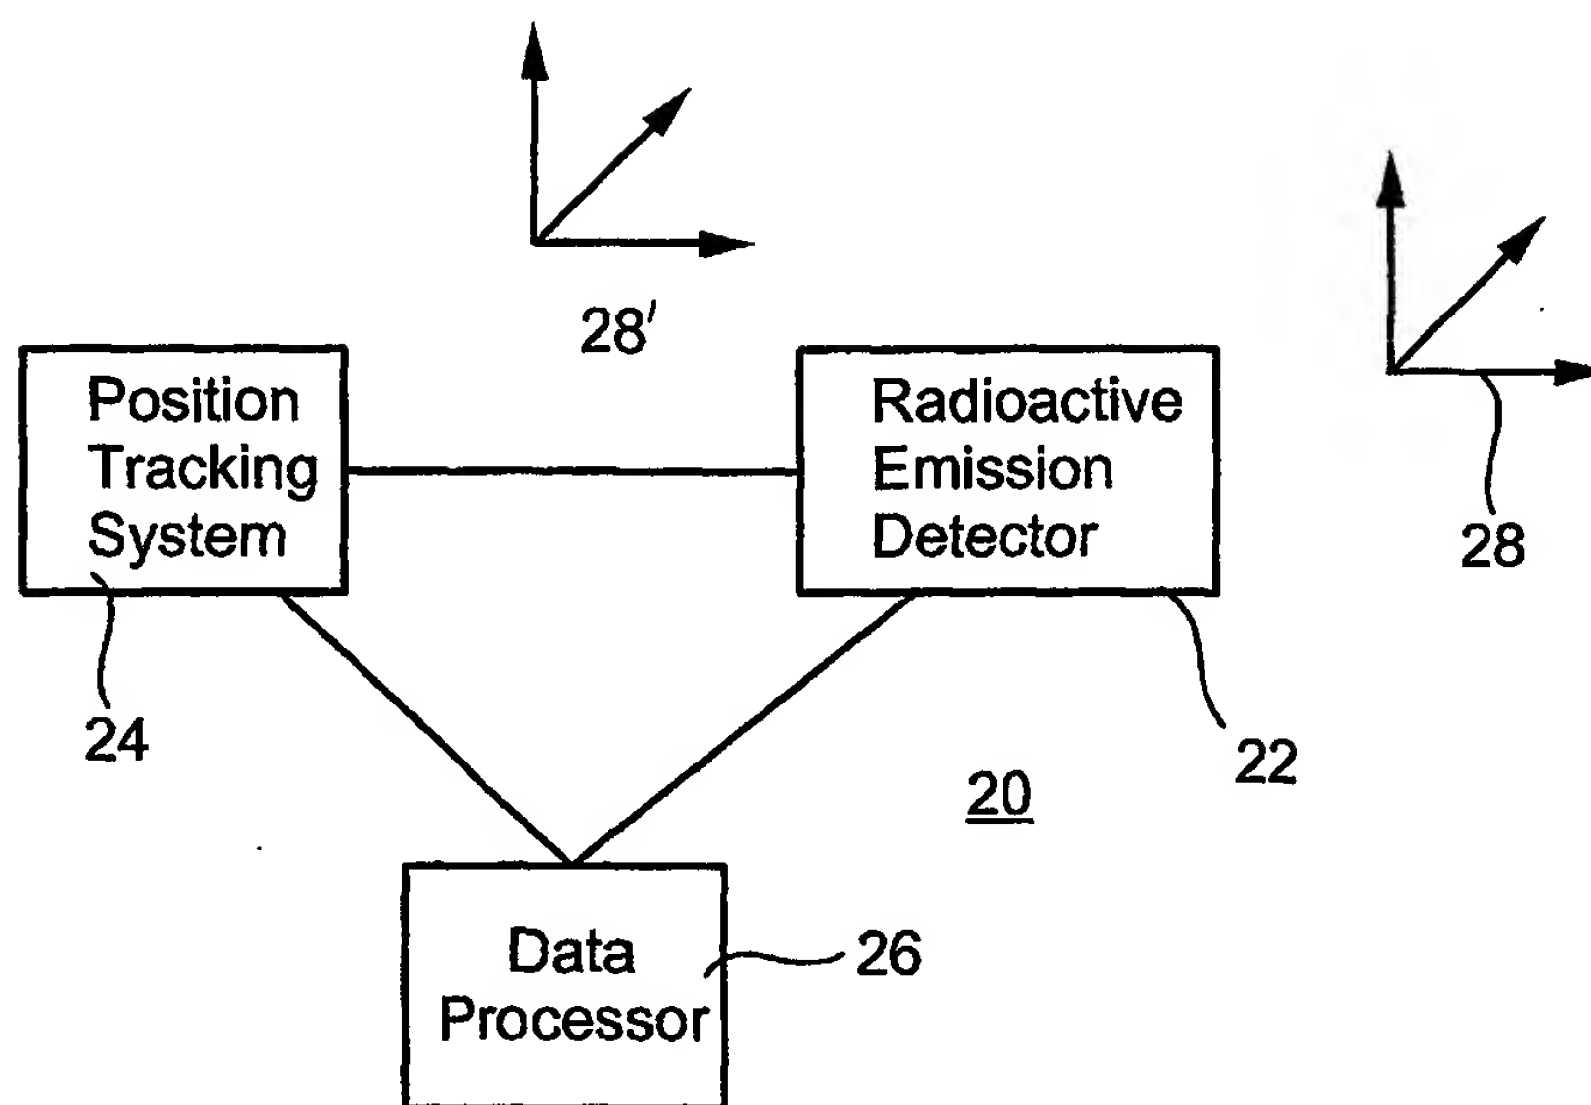 28'
Position
Tracking
System
Radioactive
Emission
Detector
28
24
22
20
Data
Processor
26